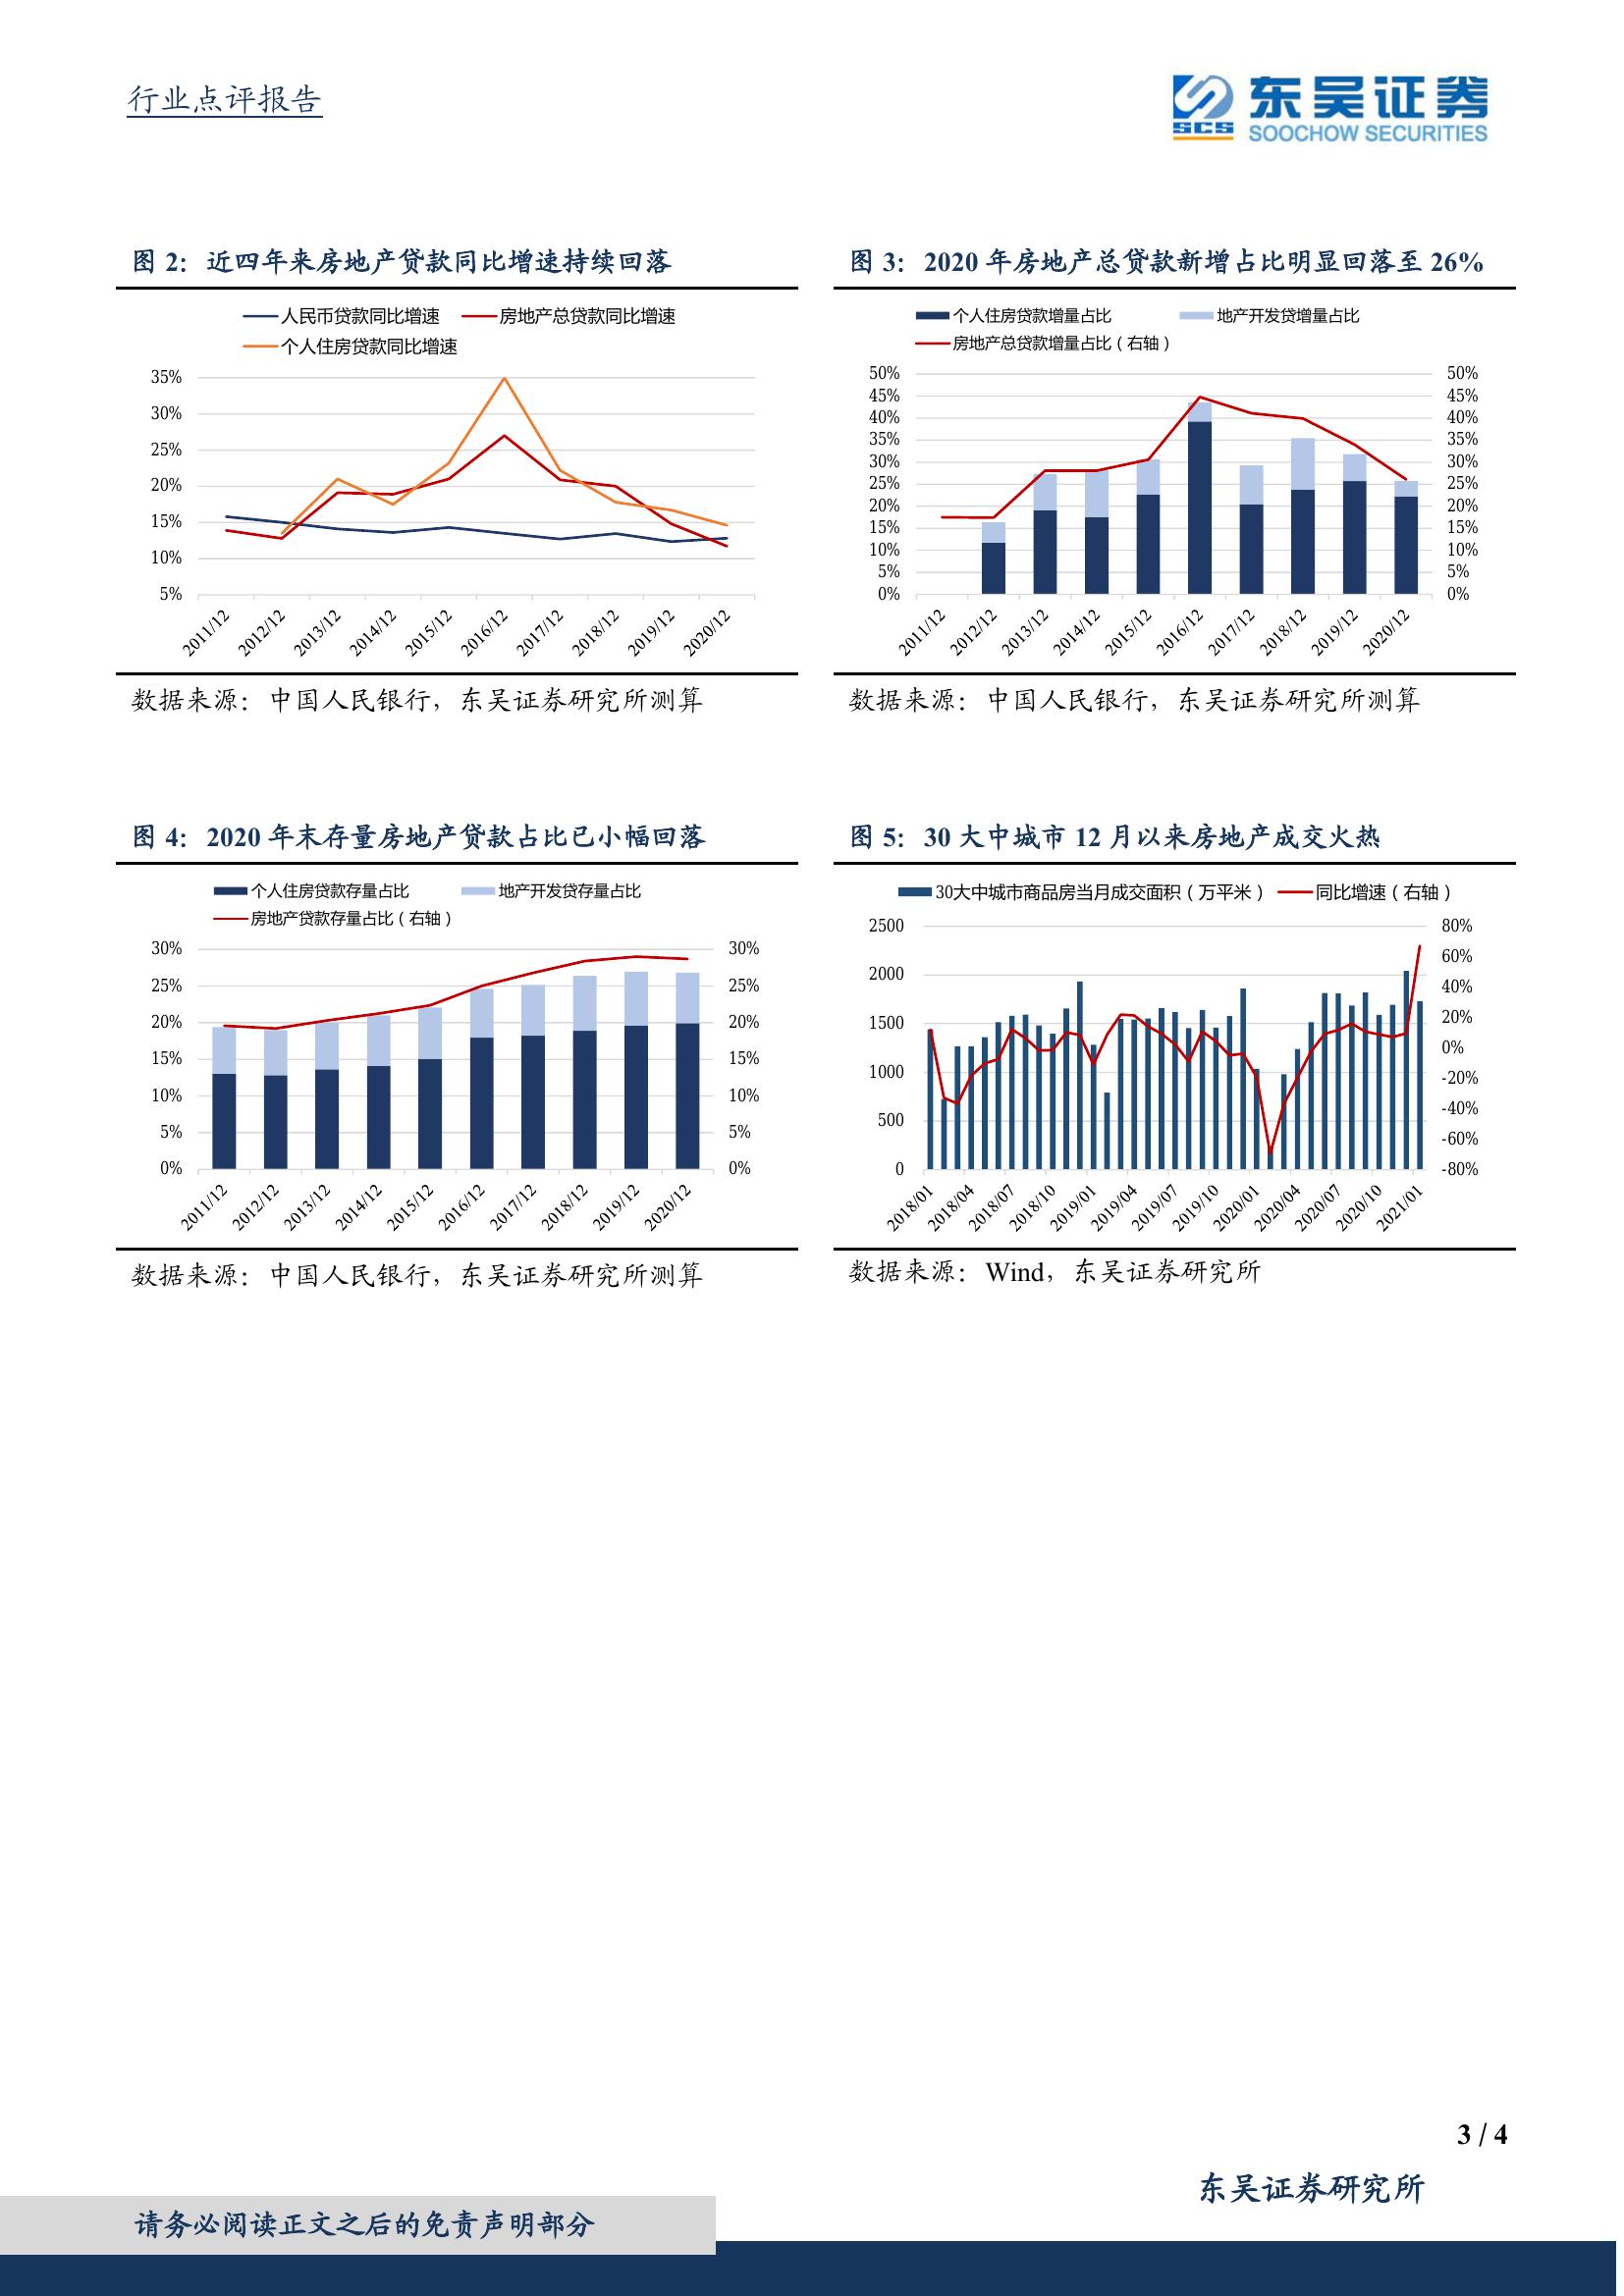 行业点评报告
东吴证券
SCS
SOOCHOW SECURITIES
图 2：近四年来房地产贷款同比增速持续回落
人民币贷款同比增速 房地产总贷款同比增速
个人住房贷款同比增速
35%
30%
25%
20%
15%
10%
5%
2011/12 2012/12 2013/12 2014/12 2015/12 2016/12 2017/12 2018/12 2019/12 2020/12
数据来源：中国人民银行，东吴证券研究所测算
图 3：2020 年房地产总贷款新增占比明显回落至 26%
个人住房贷款增量占比 地产开发贷增量占比
房地产总贷款增量占比（右轴）
50% 50%
45% 45%
40% 40%
35% 35%
30% 30%
25% 25%
20% 20%
15% 15%
10% 10%
5% 5%
0% 0%
2011/12 2012/12 2013/12 2014/12 2015/12 2016/12 2017/12 2018/12 2019/12 2020/12
数据来源：中国人民银行，东吴证券研究所测算
图 4：2020 年末存量房地产贷款占比已小幅回落
个人住房贷款存量占比 地产开发贷存量占比
房地产贷款存量占比（右轴）
30% 30%
25% 25%
20% 20%
15% 15%
10% 10%
5% 5%
0% 0%
2011/12 2012/12 2013/12 2014/12 2015/12 2016/12 2017/12 2018/12 2019/12 2020/12
数据来源：中国人民银行，东吴证券研究所测算
图 5：30 大中城市 12 月以来房地产成交火热
30大中城市商品房当月成交面积（万平米） 同比增速（右轴）
2500
2000
1500
1000
500
0
80%
60%
40%
20%
0%
-20%
-40%
-60%
-80%
2018/01 2018/04 2018/07 2018/10 2019/01 2019/04 2019/07 2019/10 2020/01 2020/04 2020/07 2020/10 2021/01
数据来源：Wind，东吴证券研究所
3 / 4
东吴证券研究所
请务必阅读正文之后的免责声明部分